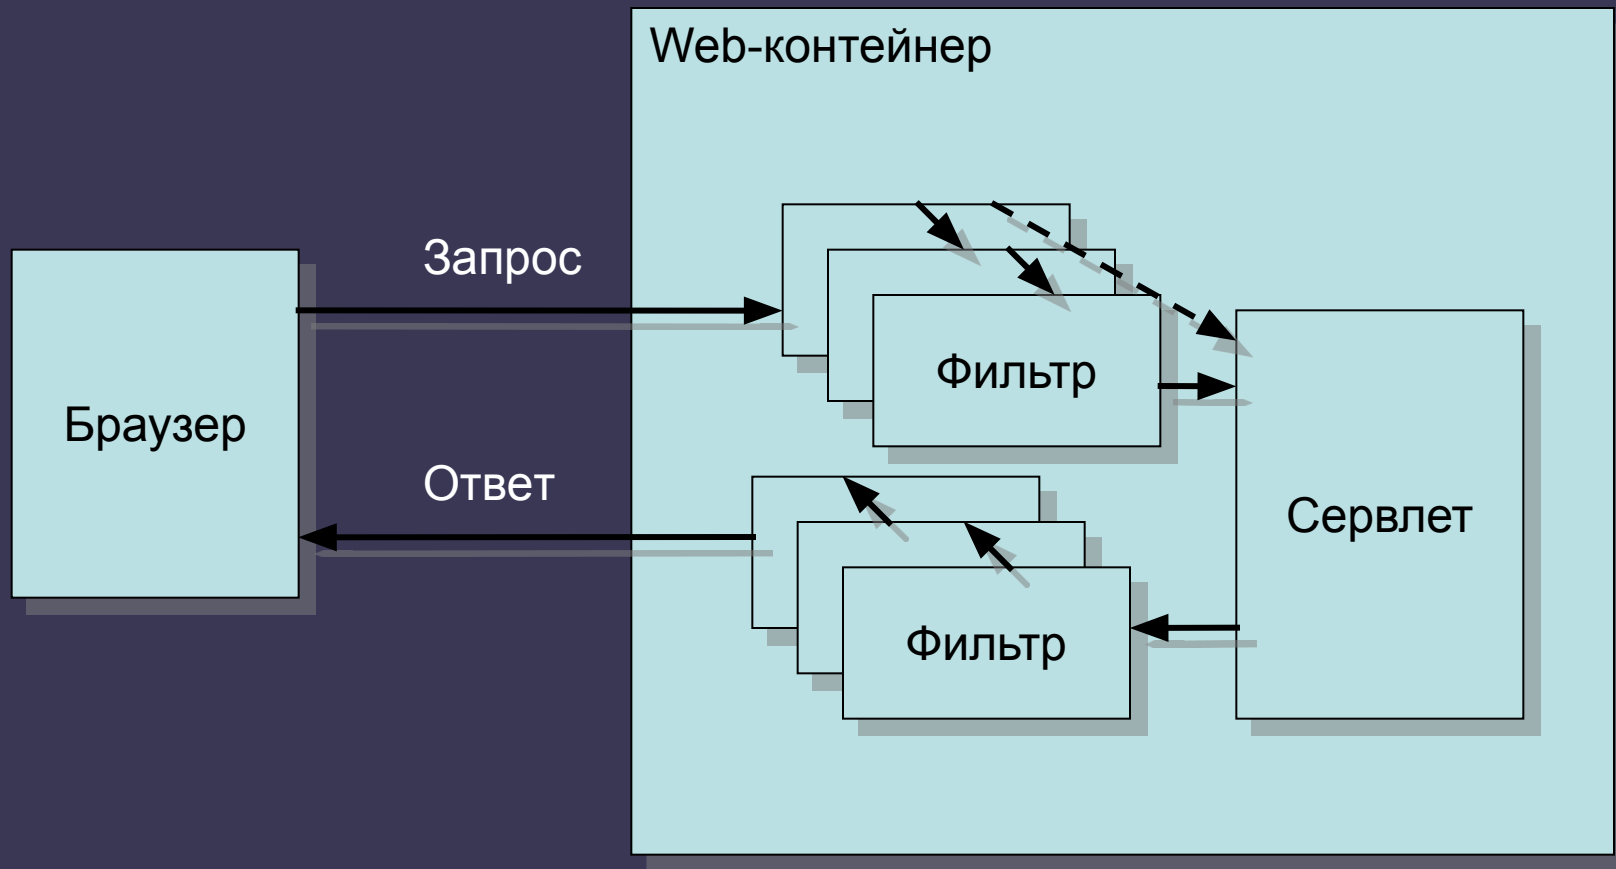 Web-контейнер
Запрос
Фильтр
Браузер
Ответ
Сервлет
Фильтр